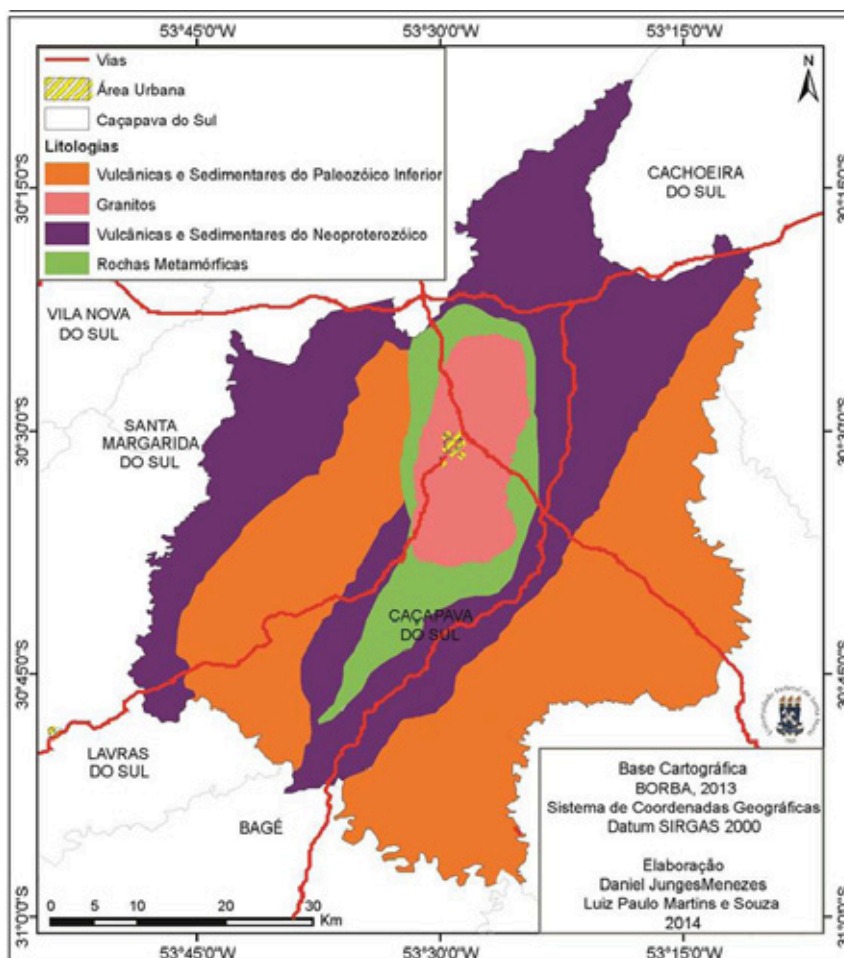 53°45'0"W
53°30'0"W
53°15'0"W
N
Vias
Área Urbana
Caçapava do Sul
Litologias
Vulcânicas e Sedimentares do Paleozóico Inferior
Granitos
Vulcânicas e Sedimentares do Neoproterozóico
Rochas Metamórficas
CACHOEIRA
DO SUL
30°15'0"S
30°15'0"S
VILA NOVA
DO SUL
SANTA
MARGARIDA
DO SUL
30°30'0"S
30°30'0"S
CAÇAPAVA
DO SUL
30°45'0"S
30°45'0"S
LAVRAS
DO SUL
BAGÉ
Base Cartográfica
BORBA, 2013
Sistema de Coordenadas Geográficas
Datum SIRGAS 2000
Elaboração
Daniel JungesMenezes
Luiz Paulo Martins e Souza
2014
0 5 10 20 30
Km
31°0'0"S
31°0'0"S
53°45'0"W
53°30'0"W
53°15'0"W